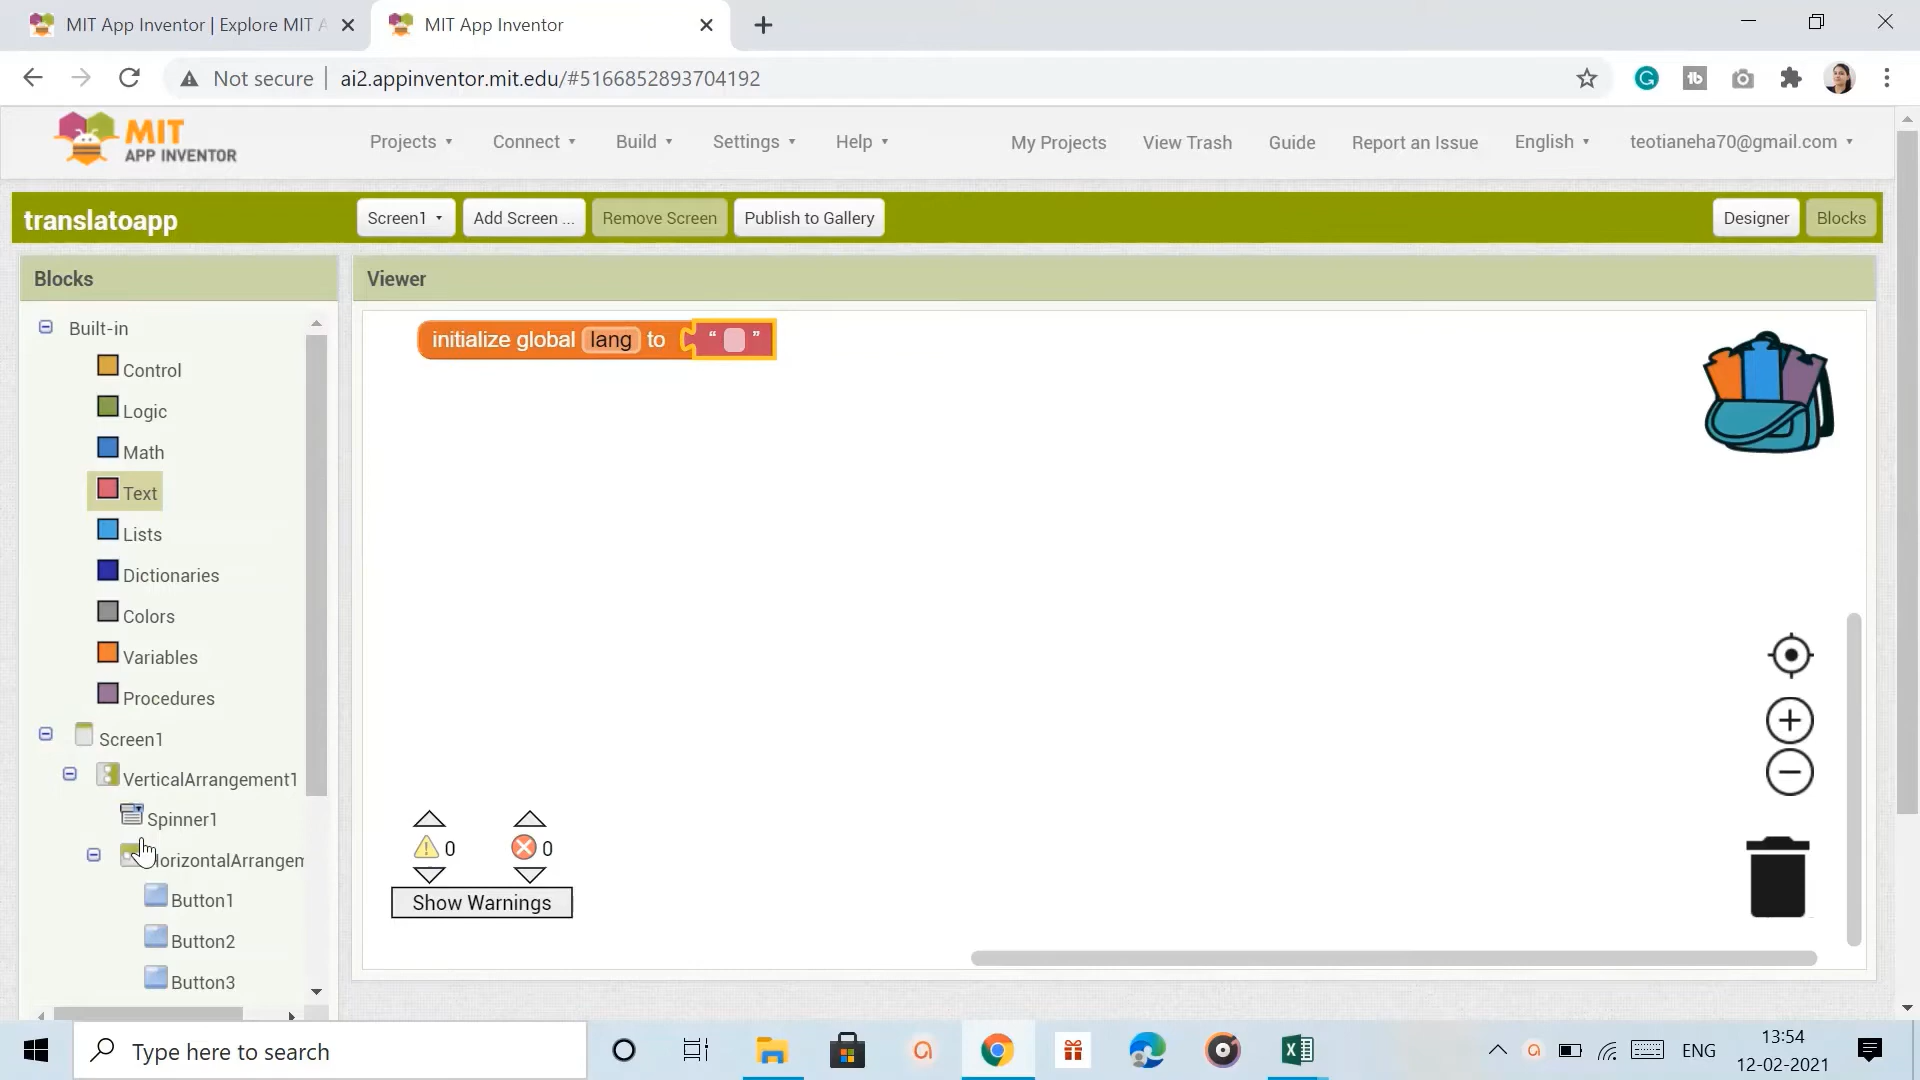 MIT App Inventor | Explore MIT A
MIT App Inventor
Not secure
ai2.appinventor.mit.edu/#5166852893704192
MIT
APP INVENTOR
Projects
Connect
Build
Settings
Help
My Projects
View Trash
Guide
Report an Issue
English
teotianeha70@gmail.com
translatoapp
Screen1
Add Screen ...
Remove Screen
Publish to Gallery
Designer
Blocks
Blocks
Viewer
Built-in
Control
Logic
Math
Text
Lists
Dictionaries
Colors
Variables
Procedures
Screen1
VerticalArrangement1
Spinner1
HorizontalArrangem
Button1
Button2
Button3
initialize global lang to " "
0
0
Show Warnings
Type here to search
ENG
13:54
12-02-2021